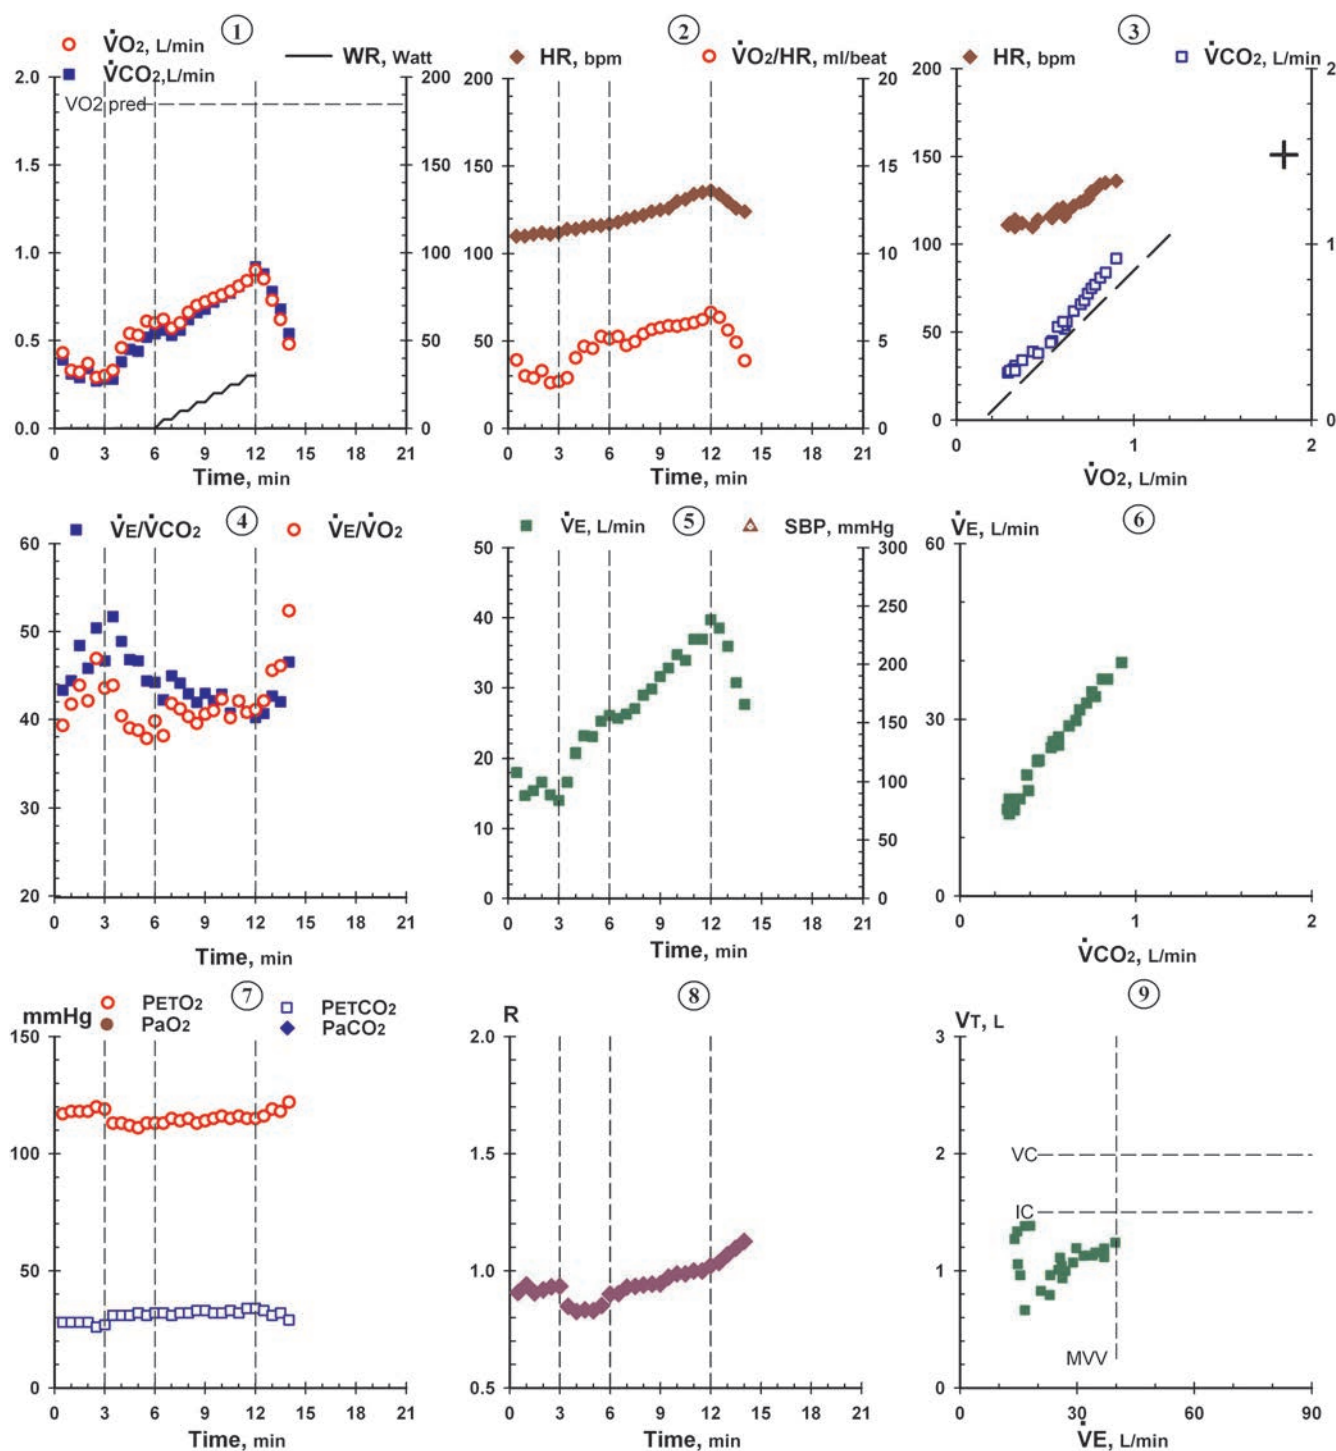 ①
V̇O₂, L/min
V̇CO₂, L/min
WR, Watt
2.0
1.5
1.0
0.5
0.0
200
150
100
50
0
VO2 pred
0 3 6 9 12 15 18 21
Time, min
②
HR, bpm
V̇O₂/HR, ml/beat
200
150
100
50
0
20
15
10
5
0
0 3 6 9 12 15 18 21
Time, min
③
HR, bpm
V̇CO₂, L/min
200
150
100
50
0
2
1
0
0 1 2
V̇O₂, L/min
④
V̇E/V̇CO₂
V̇E/V̇O₂
60
50
40
30
20
0 3 6 9 12 15 18 21
Time, min
⑤
V̇E, L/min
SBP, mmHg
50
40
30
20
10
0
300
250
200
150
100
50
0
0 3 6 9 12 15 18 21
Time, min
⑥
V̇E, L/min
60
30
0
0 1 2
V̇CO₂, L/min
⑦
mmHg
PETO₂
PaO₂
PETCO₂
PaCO₂
150
100
50
0
0 3 6 9 12 15 18 21
Time, min
⑧
R
2.0
1.5
1.0
0.5
0 3 6 9 12 15 18 21
Time, min
⑨
VT, L
3
2
1
0
VC
IC
MVV
0 30 60 90
V̇E, L/min